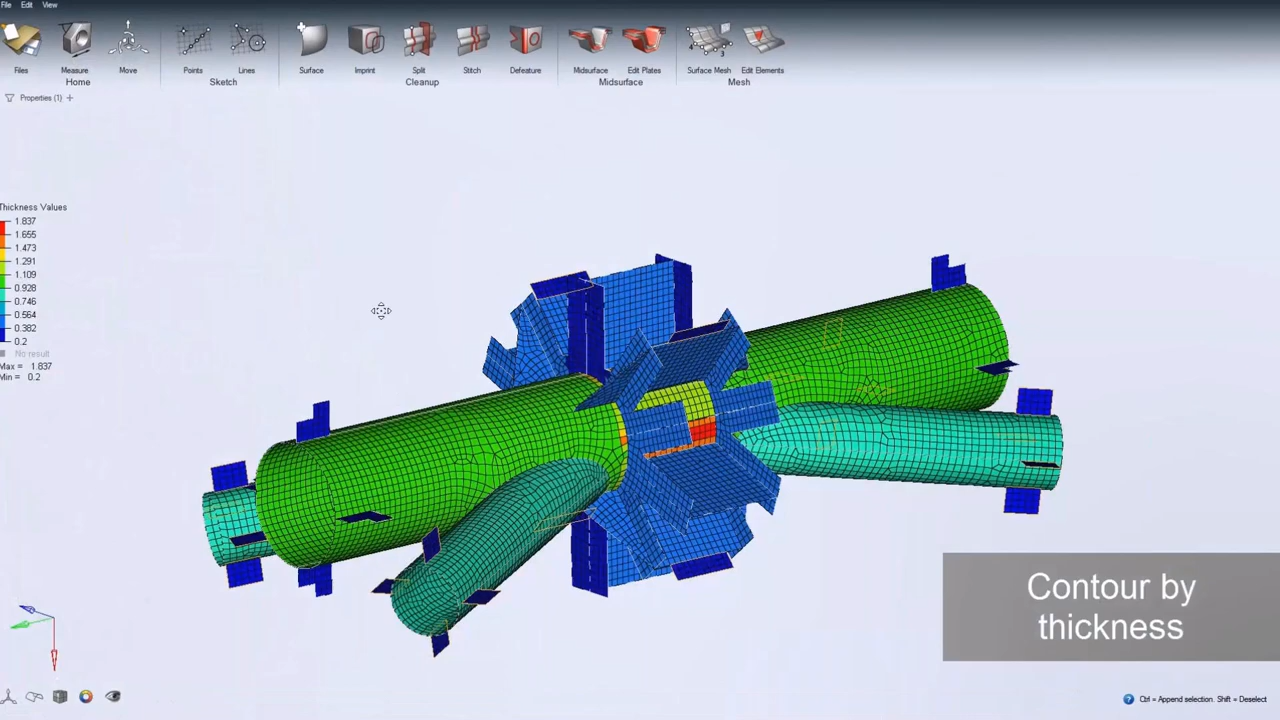 File Edit View
Files Measure Move Points Lines Surface Imprint Split Stitch Defeature Midsurface Edit Plates Surface Mesh Edit Elements
Home Sketch Cleanup Midsurface Mesh
Properties (1) +
Thickness Values
1.837
1.655
1.473
1.291
1.109
0.928
0.746
0.564
0.382
0.2
No result
Max = 1.837
Min = 0.2
Contour by
thickness
Ctrl = Append selection. Shift = Deselect